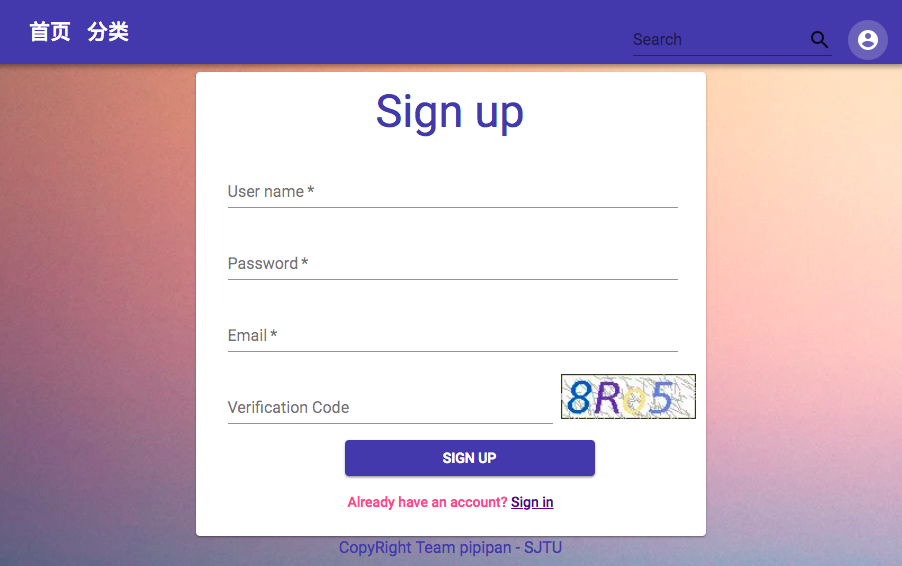 首页 分类
Search
Sign up
User name *
Password *
Email *
Verification Code
SIGN UP
Already have an account? Sign in
CopyRight Team pipipan - SJTU